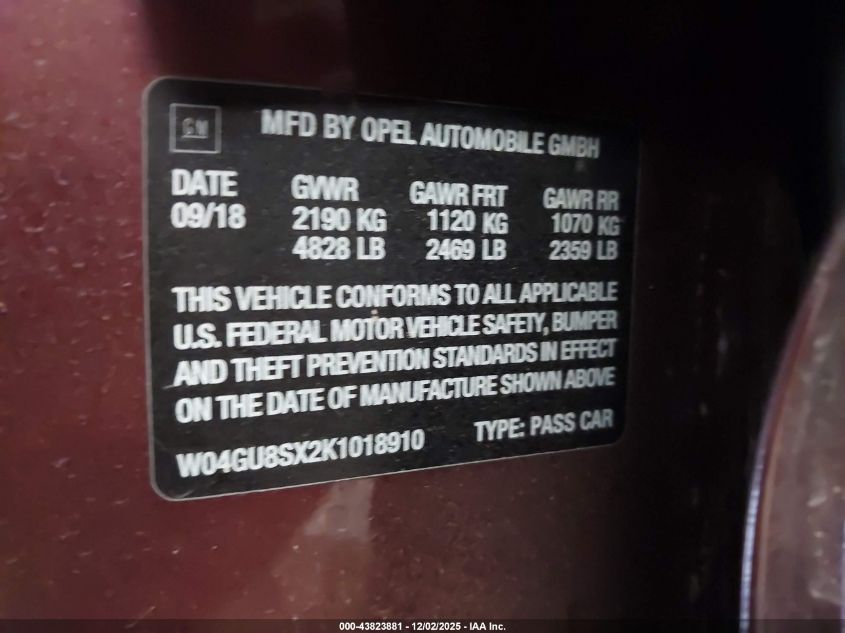 GM MFD BY OPEL AUTOMOBILE GMBH
DATE GVWR GAWR FRT GAWR RR
09/18 2190 KG 1120 KG 1070 KG
4828 LB 2469 LB 2359 LB
THIS VEHICLE CONFORMS TO ALL APPLICABLE
U.S. FEDERAL MOTOR VEHICLE SAFETY, BUMPER
AND THEFT PREVENTION STANDARDS IN EFFECT
ON THE DATE OF MANUFACTURE SHOWN ABOVE
W04GU8SX2K1018910 TYPE: PASS CAR
000-43823881 - 12/02/2025 - IAA Inc.